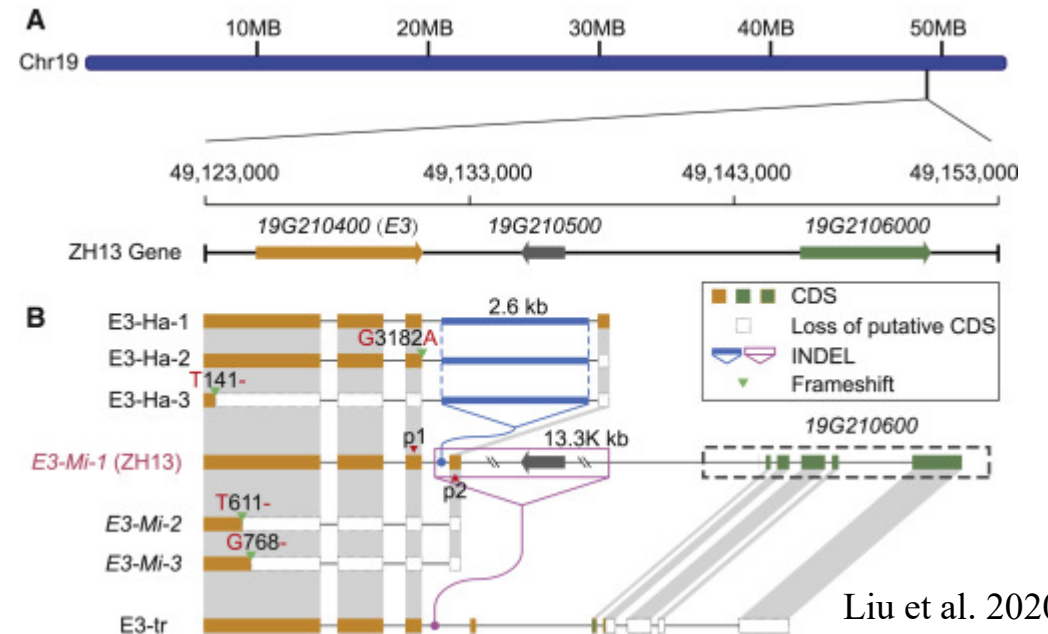 A
10MB 20MB 30MB 40MB 50MB
Chr19
49,123,000 49,133,000 49,143,000 49,153,000
19G210400 (E3) 19G210500 19G2106000
ZH13 Gene
B
E3-Ha-1 2.6 kb
G3182A
E3-Ha-2
T141-
E3-Ha-3
CDS
Loss of putative CDS
INDEL
Frameshift
19G210600
p1 13.3K kb
E3-Mi-1 (ZH13)
p2
T611-
E3-Mi-2
G768-
E3-Mi-3
E3-tr
Liu et al.